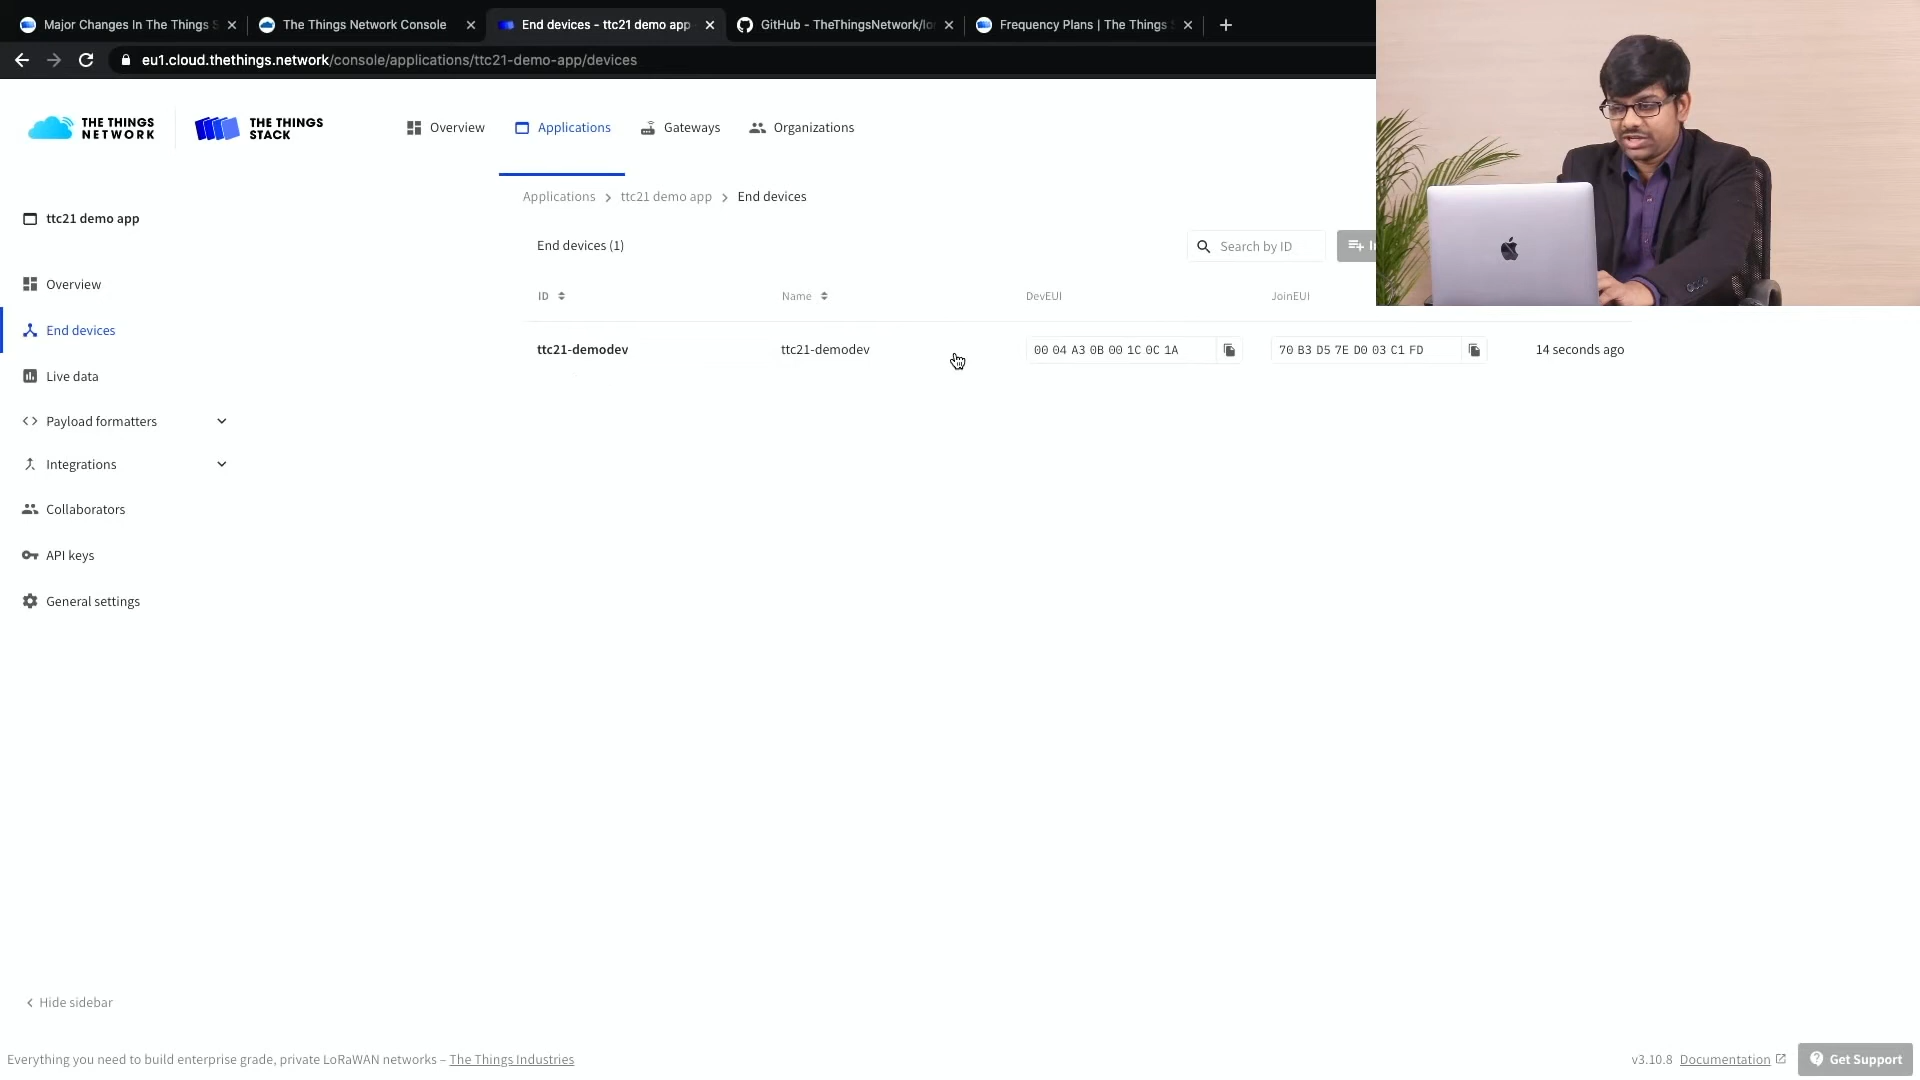 Major Changes In The Things S
The Things Network Console
End devices - ttc21 demo app
GitHub - TheThingsNetwork/lo
Frequency Plans | The Things S
eu1.cloud.thethings.network/console/applications/ttc21-demo-app/devices
THE THINGS NETWORK
THE THINGS STACK
Overview
Applications
Gateways
Organizations
Applications > ttc21 demo app > End devices
ttc21 demo app
End devices (1)
Search by ID
Overview
ID
Name
DevEUI
JoinEUI
End devices
ttc21-demodev
ttc21-demodev
00 04 A3 0B 00 1C 0C 1A
70 B3 D5 7E D0 03 C1 FD
14 seconds ago
Live data
Payload formatters
Integrations
Collaborators
API keys
General settings
< Hide sidebar
Everything you need to build enterprise grade, private LoRaWAN networks – The Things Industries
v3.10.8
Documentation
Get Support